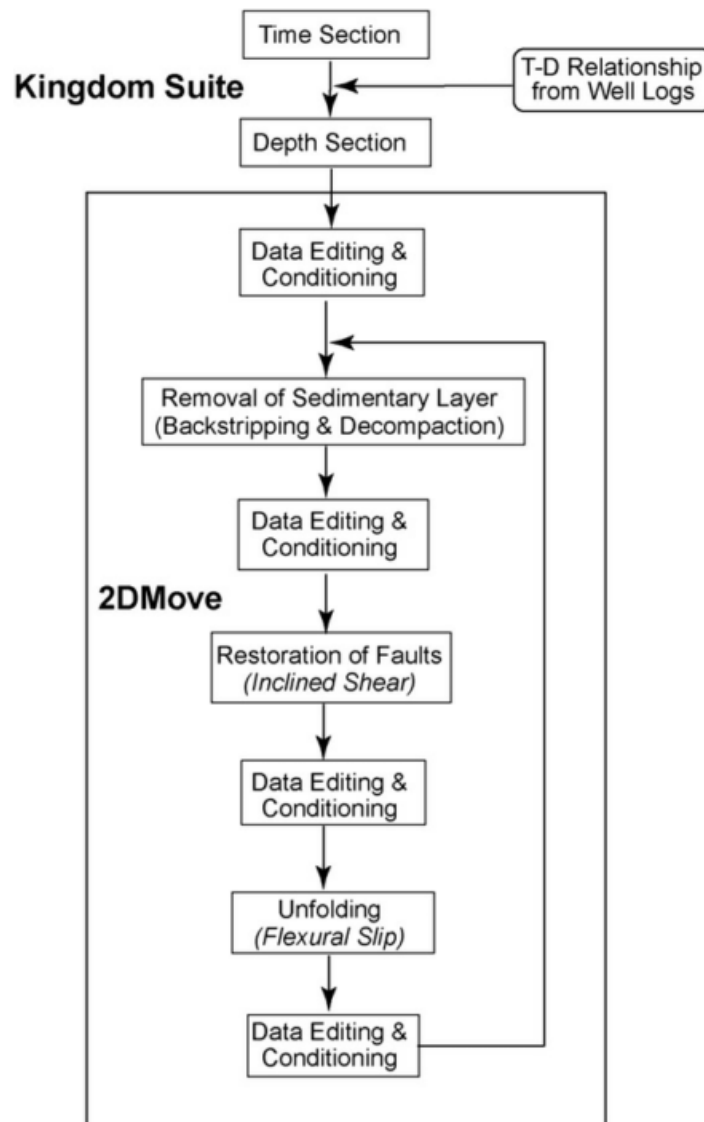 Time Section
Kingdom Suite
T-D Relationship
from Well Logs
Depth Section
Data Editing &
Conditioning
Removal of Sedimentary Layer
(Backstripping & Decompaction)
Data Editing &
Conditioning
2DMove
Restoration of Faults
(Inclined Shear)
Data Editing &
Conditioning
Unfolding
(Flexural Slip)
Data Editing &
Conditioning